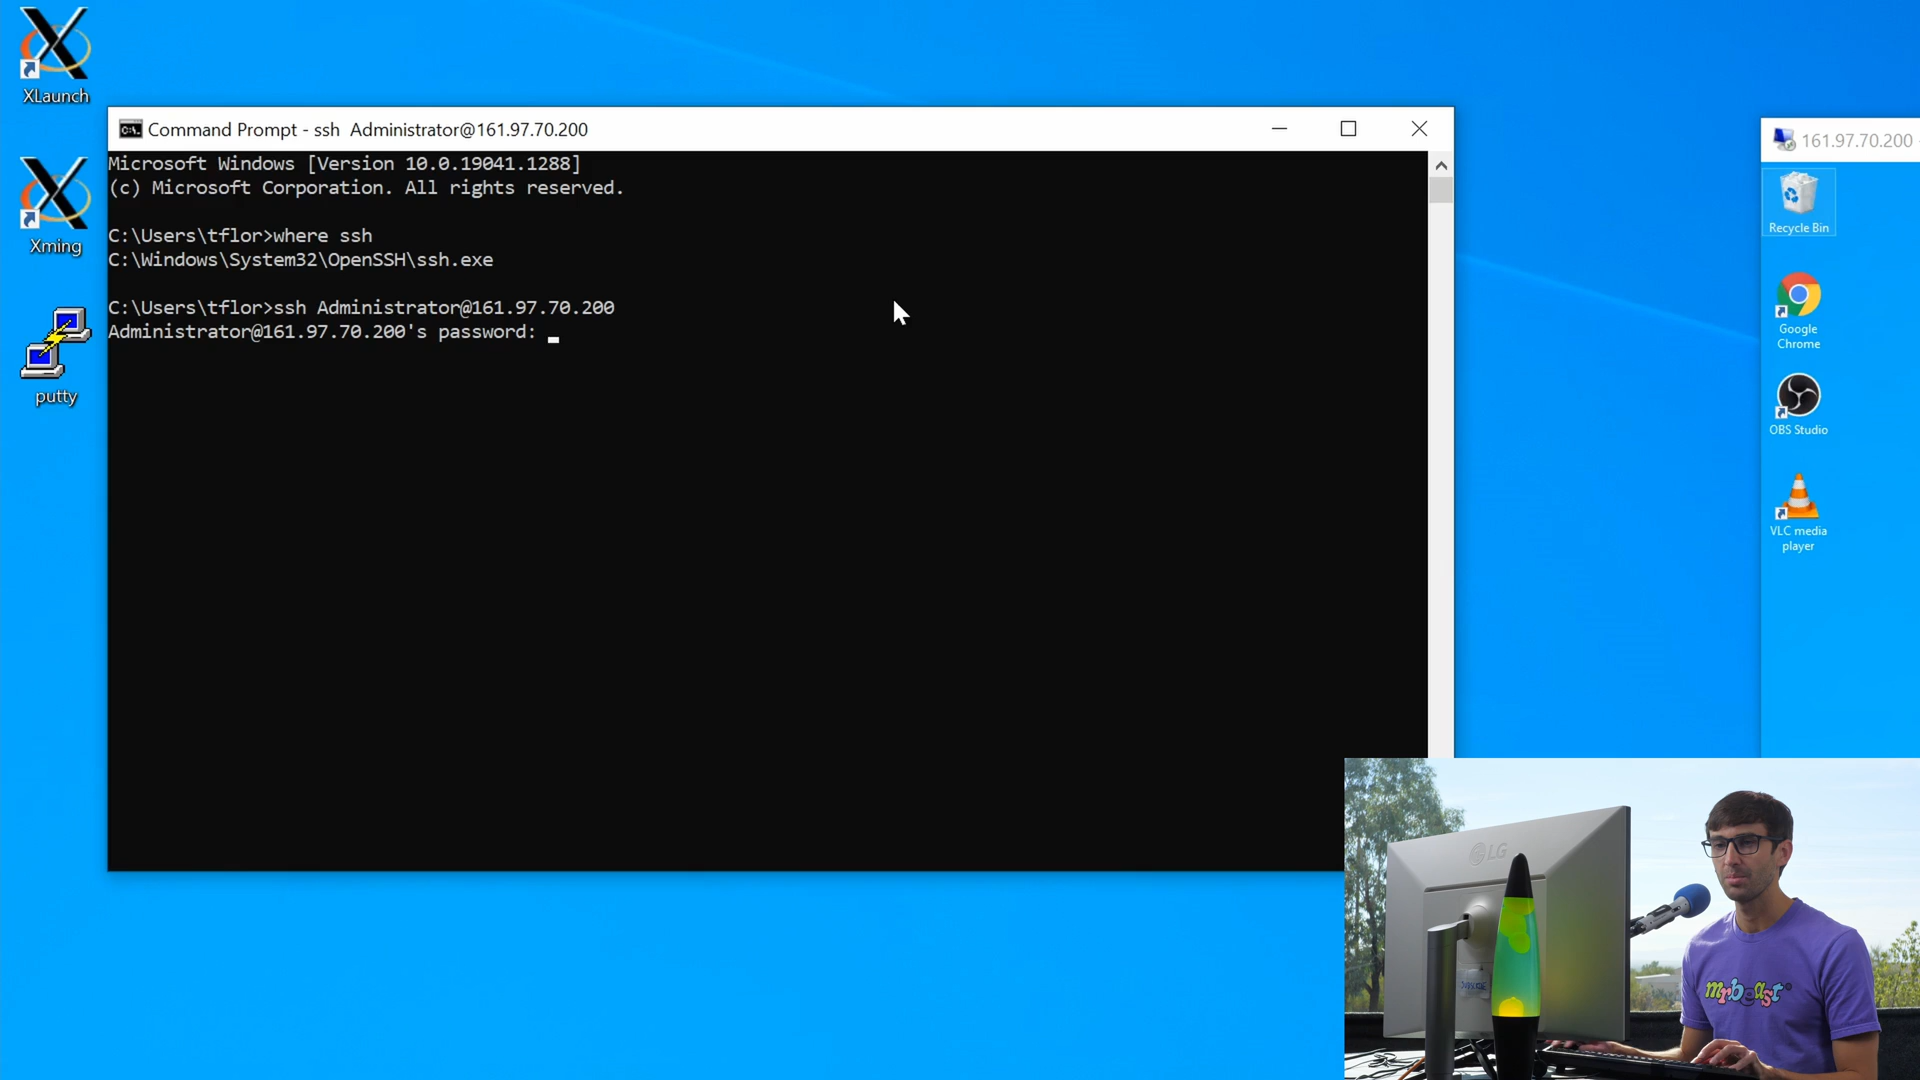 XLaunch
Xming
putty
Command Prompt - ssh  Administrator@161.97.70.200
Microsoft Windows [Version 10.0.19041.1288]
(c) Microsoft Corporation. All rights reserved.
C:\Users\tflor>where ssh
C:\Windows\System32\OpenSSH\ssh.exe
C:\Users\tflor>ssh Administrator@161.97.70.200
Administrator@161.97.70.200's password:
161.97.70.200
Recycle Bin
Google
Chrome
OBS Studio
VLC media
player
LG
mrbeast